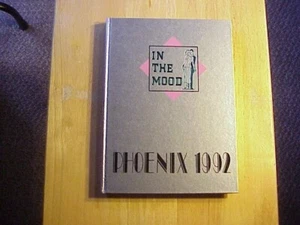 IN
THE
MOOD
PHOENIX 1992